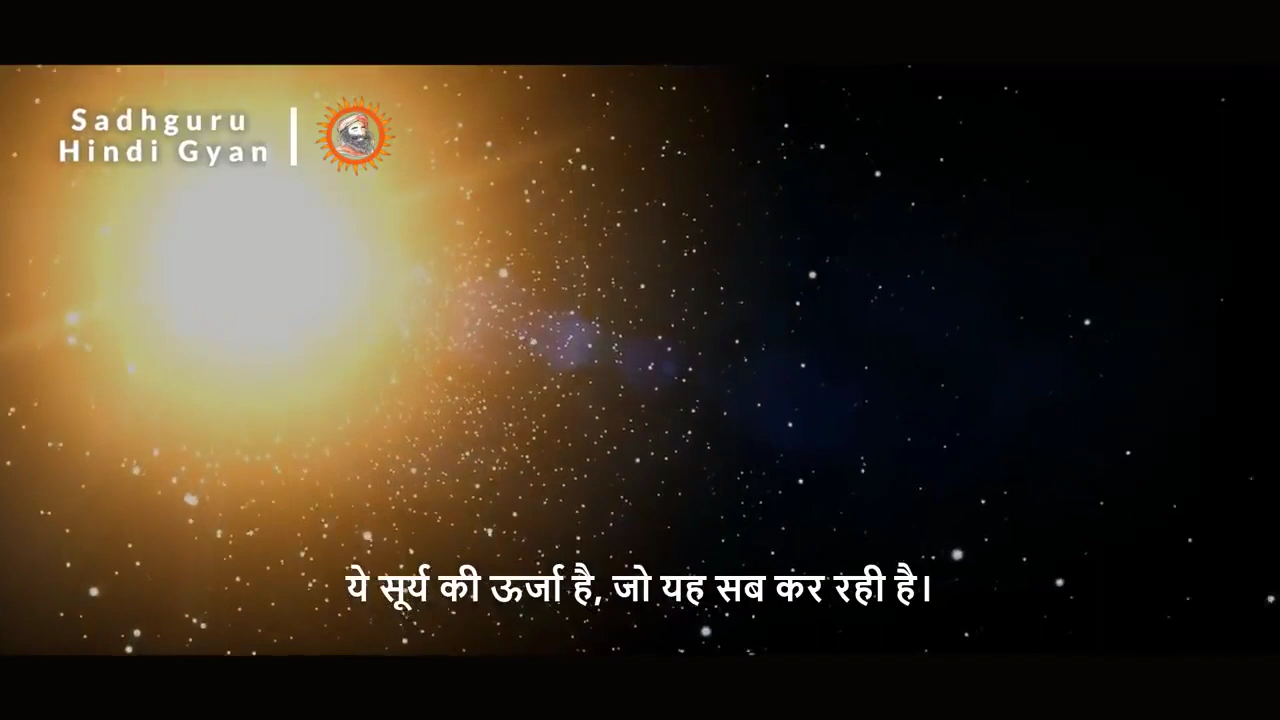 Sadhguru
Hindi Gyan
ये सूर्य की ऊर्जा है, जो यह सब कर रही है।